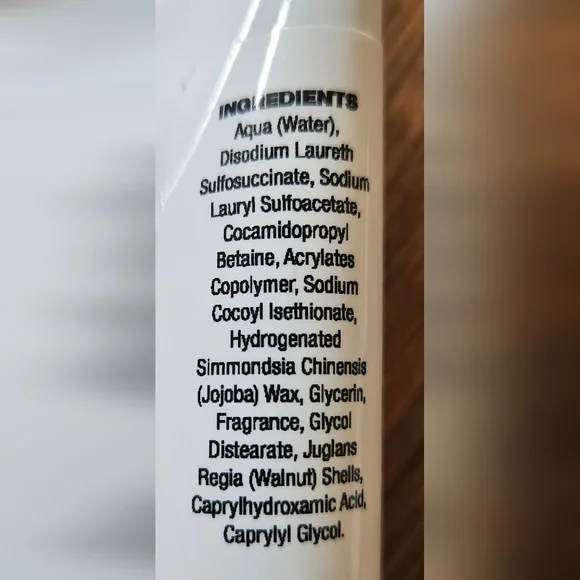 INGREDIENTS
Aqua (Water),
Disodium Laureth
Sulfosuccinate, Sodium
Lauryl Sulfoacetate,
Cocamidopropyl
Betaine, Acrylates
Copolymer, Sodium
Cocoyl Isethionate,
Hydrogenated
Simmondsia Chinensis
(Jojoba) Wax, Glycerin,
Fragrance, Glycol
Distearate, Juglans
Regia (Walnut) Shells,
Caprylhydroxamic Acid,
Caprylyl Glycol.